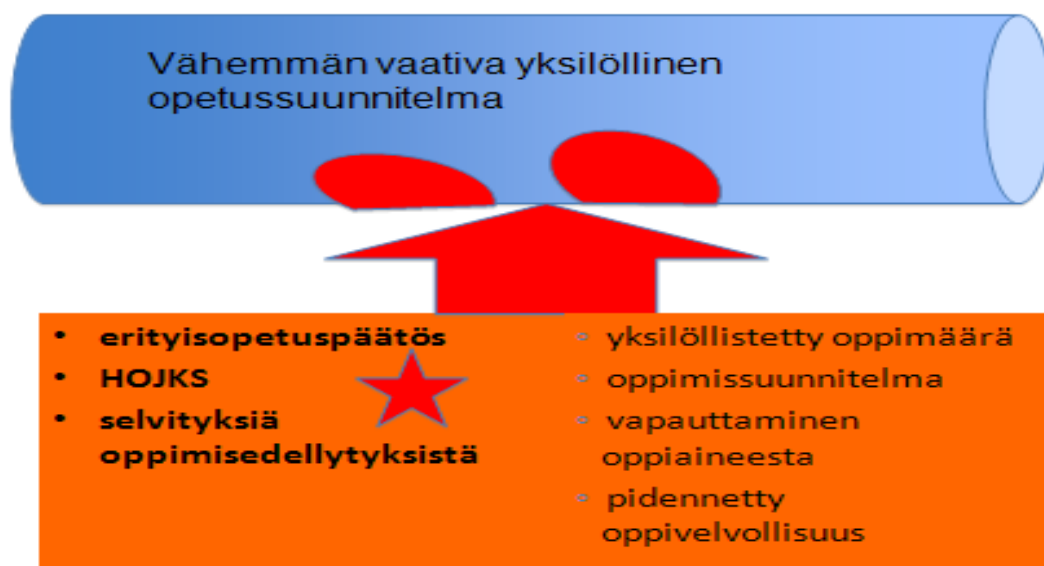 Vähemmän vaativa yksilöllinen
opetussuunnitelma
• erityisopetuspäätös
• HOJKS
• selvityksiä
oppimisedellytyksistä
◦ yksilöllistetty oppimäärä
◦ oppimissuunnitelma
◦ vapauttaminen
oppiaineesta
◦ pidennetty
oppivelvollisuus